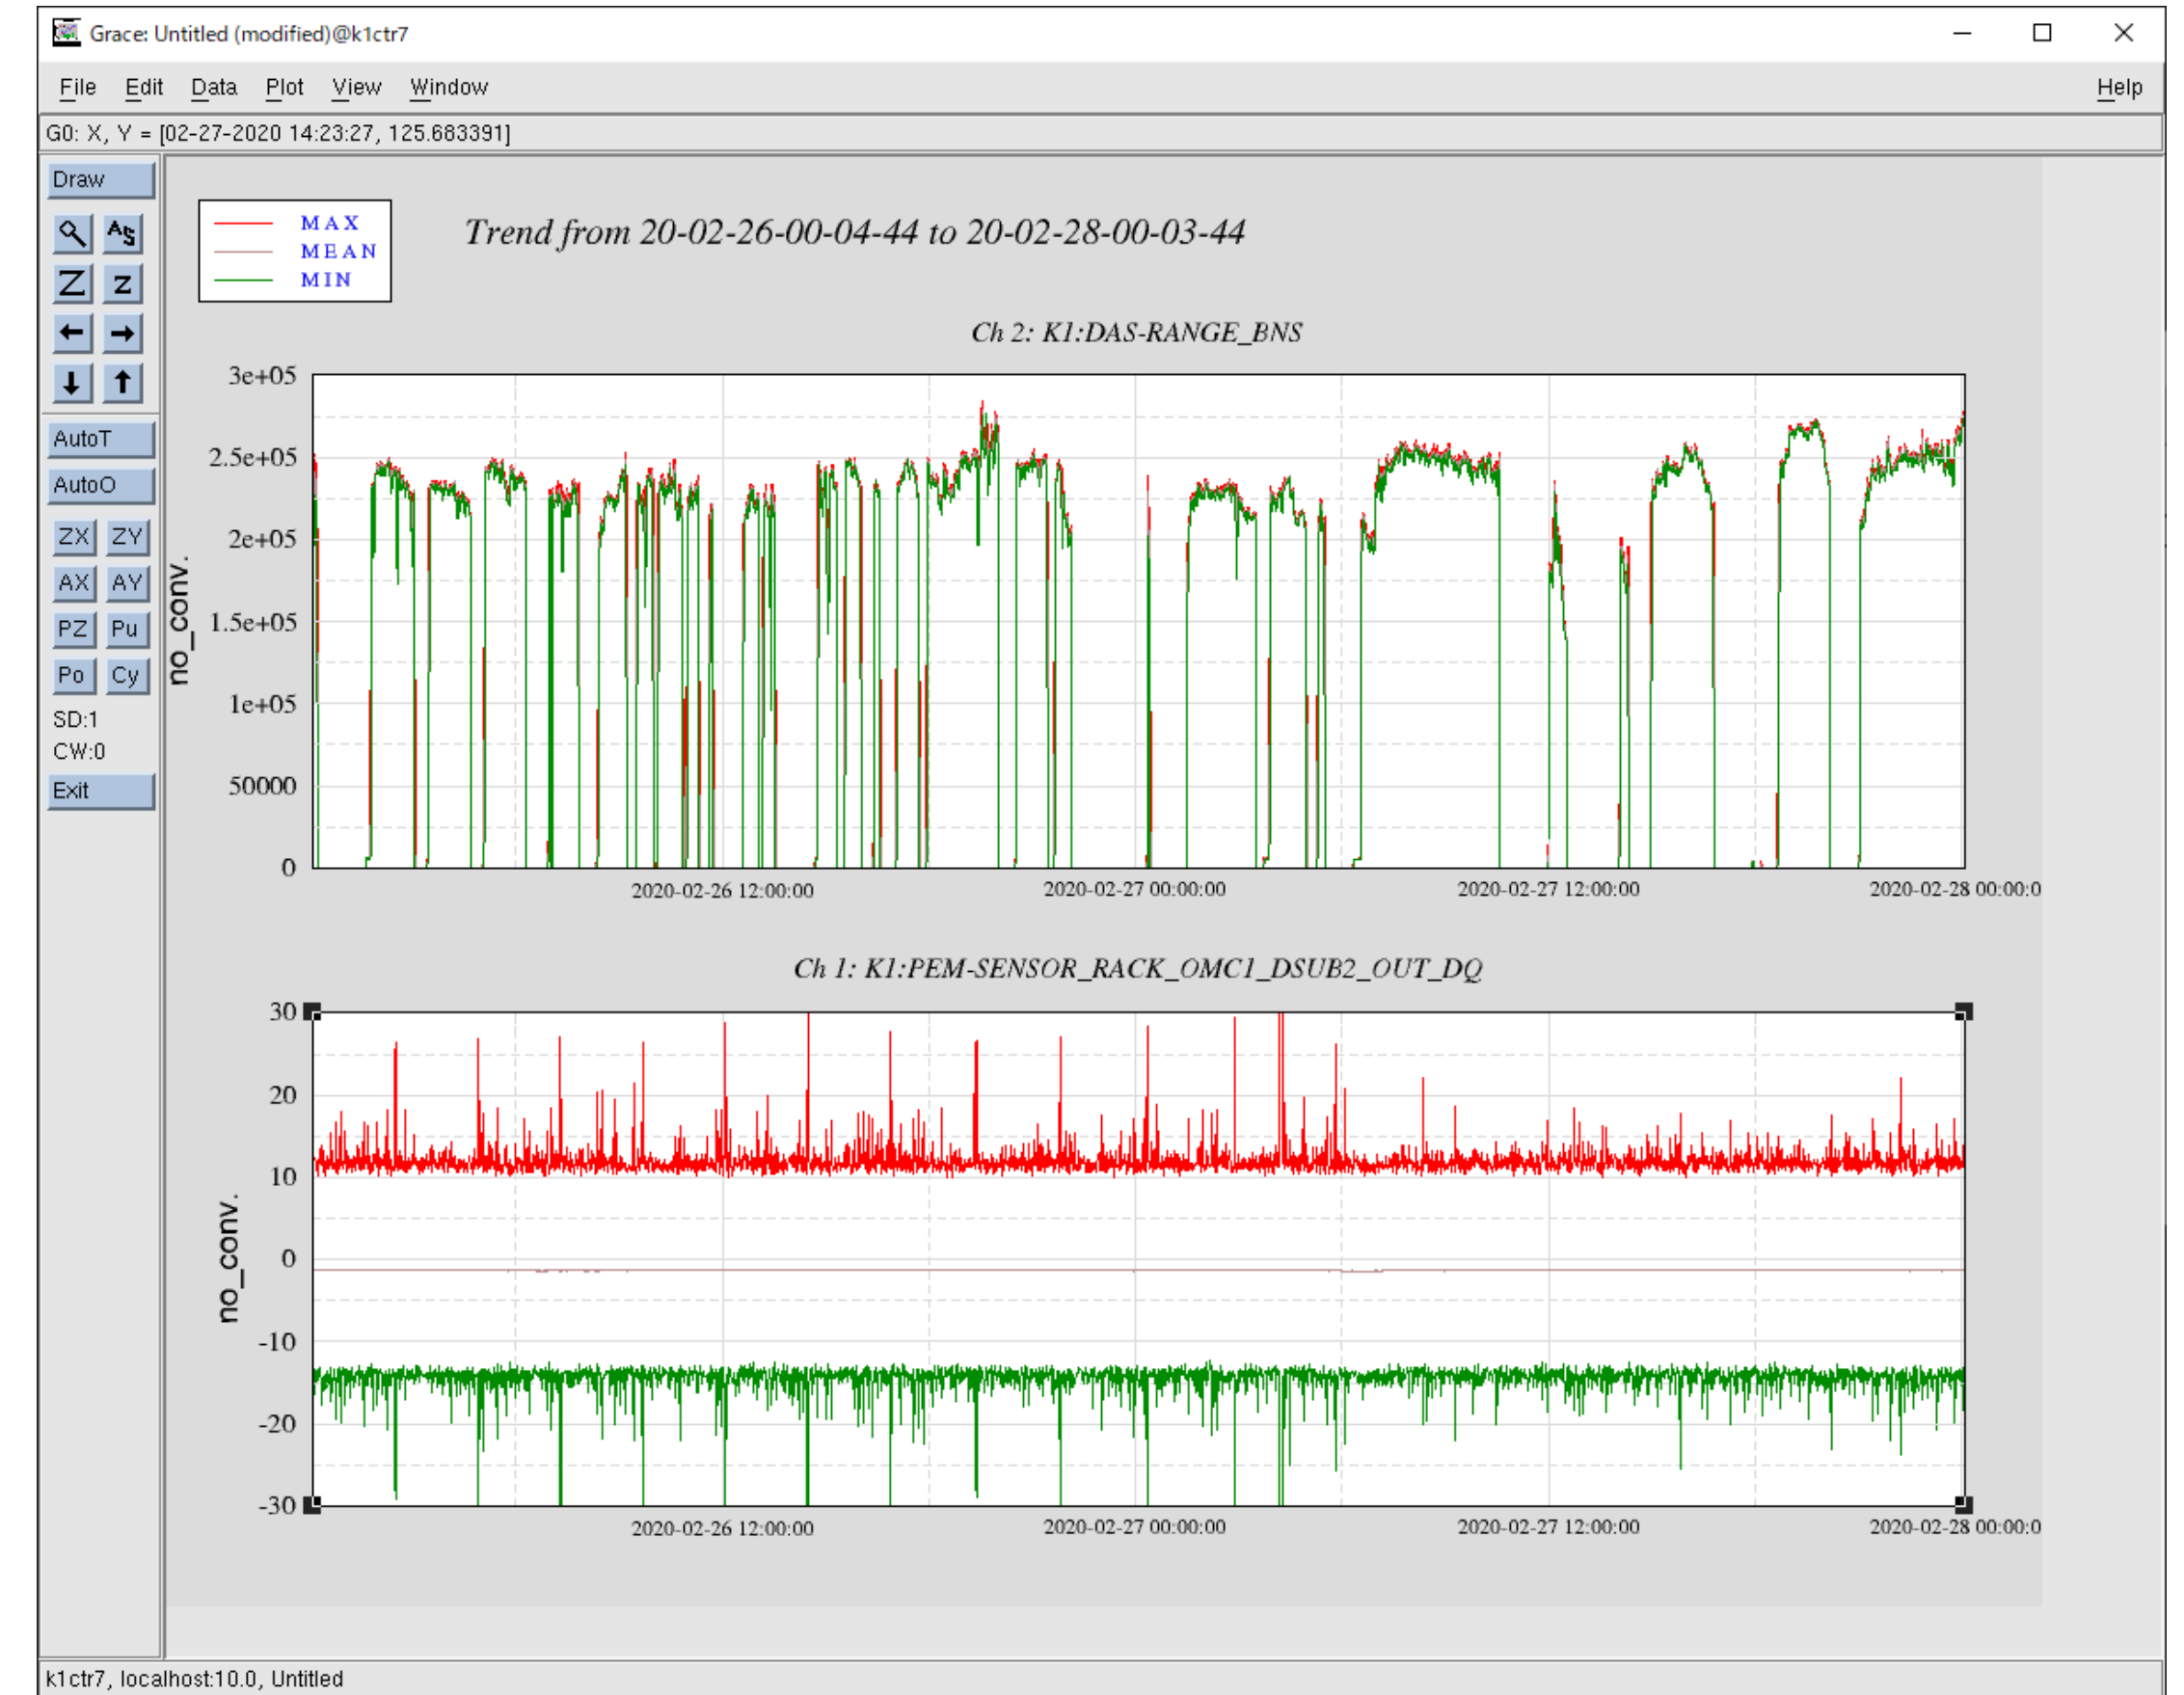 Grace: Untitled (modified)@k1ctr7
File Edit Data Plot View Window Help
G0: X, Y = [02-27-2020 14:23:27, 125.683391]
Draw
AS
Z z
AutoT
AutoO
ZX ZY
AX AY
PZ Pu
Po Cy
SD:1
CW:0
Exit
MAX
MEAN
MIN
Trend from 20-02-26-00-04-44 to 20-02-28-00-03-44
Ch 2: K1:DAS-RANGE_BNS
no_conv.
3e+05
2.5e+05
2e+05
1.5e+05
1e+05
50000
0
2020-02-26 12:00:00 2020-02-27 00:00:00 2020-02-27 12:00:00 2020-02-28 00:00:0
Ch 1: K1:PEM-SENSOR_RACK_OMC1_DSUB2_OUT_DQ
no_conv.
30
20
10
0
-10
-20
-30
2020-02-26 12:00:00 2020-02-27 00:00:00 2020-02-27 12:00:00 2020-02-28 00:00:0
k1ctr7, localhost:10.0, Untitled